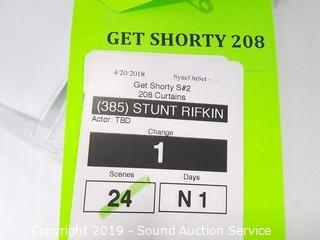 GET SHORTY 208
4/20/2018 SyncOnSet - ...
Get Shorty S#2
208 Curtains
(385) STUNT RIFKIN
Actor: TBD
Change
1
Scenes Days
24 N 1
Copyright 2019 - Sound Auction Service